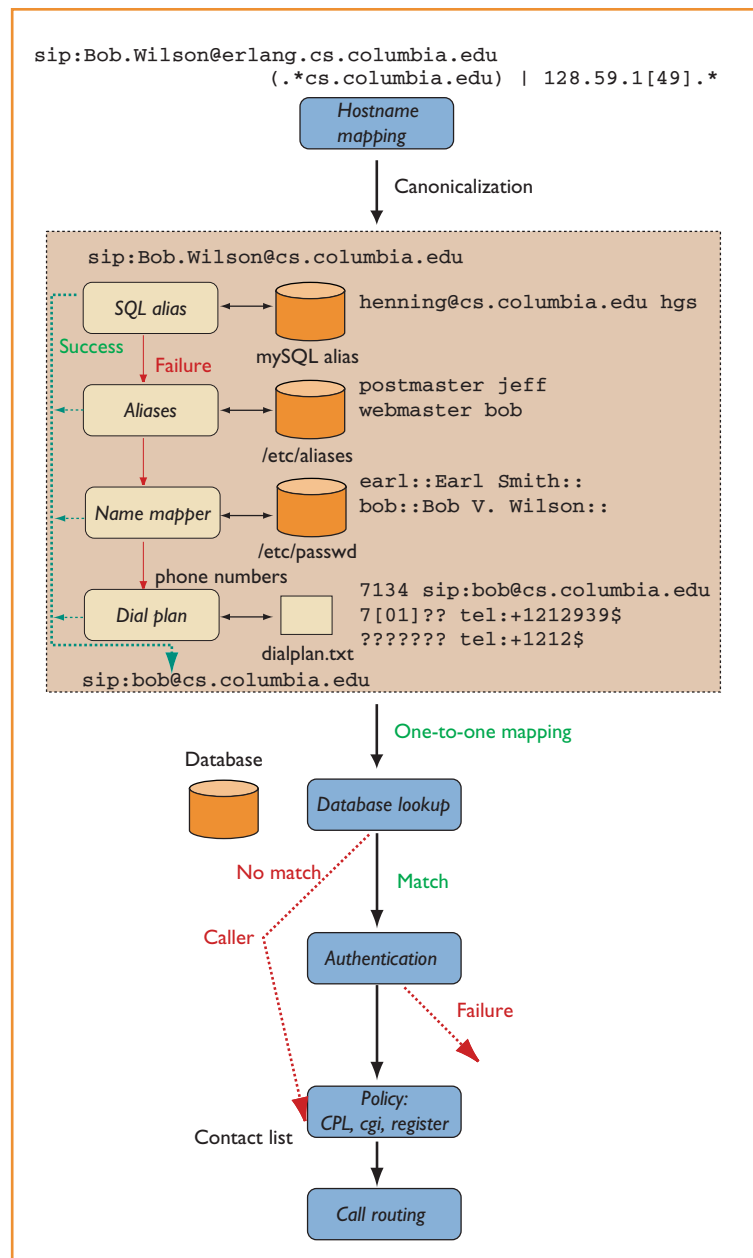 sip:Bob.Wilson@erlang.cs.columbia.edu
(.*cs.columbia.edu) | 128.59.1[49].*
Hostname
mapping
Canonicalization
sip:Bob.Wilson@cs.columbia.edu
SQL alias
henning@cs.columbia.edu hgs
Success
Failure
mySQL alias
postmaster jeff
Aliases
webmaster bob
/etc/aliases
earl::Earl Smith::
Name mapper
bob::Bob V. Wilson::
/etc/passwd
phone numbers
7134 sip:bob@cs.columbia.edu
Dial plan
7[01]?? tel:+1212939$
??????? tel:+1212$
dialplan.txt
sip:bob@cs.columbia.edu
One-to-one mapping
Database
Database lookup
No match
Match
Caller
Authentication
Failure
Policy:
CPL, cgi, register
Contact list
Call routing